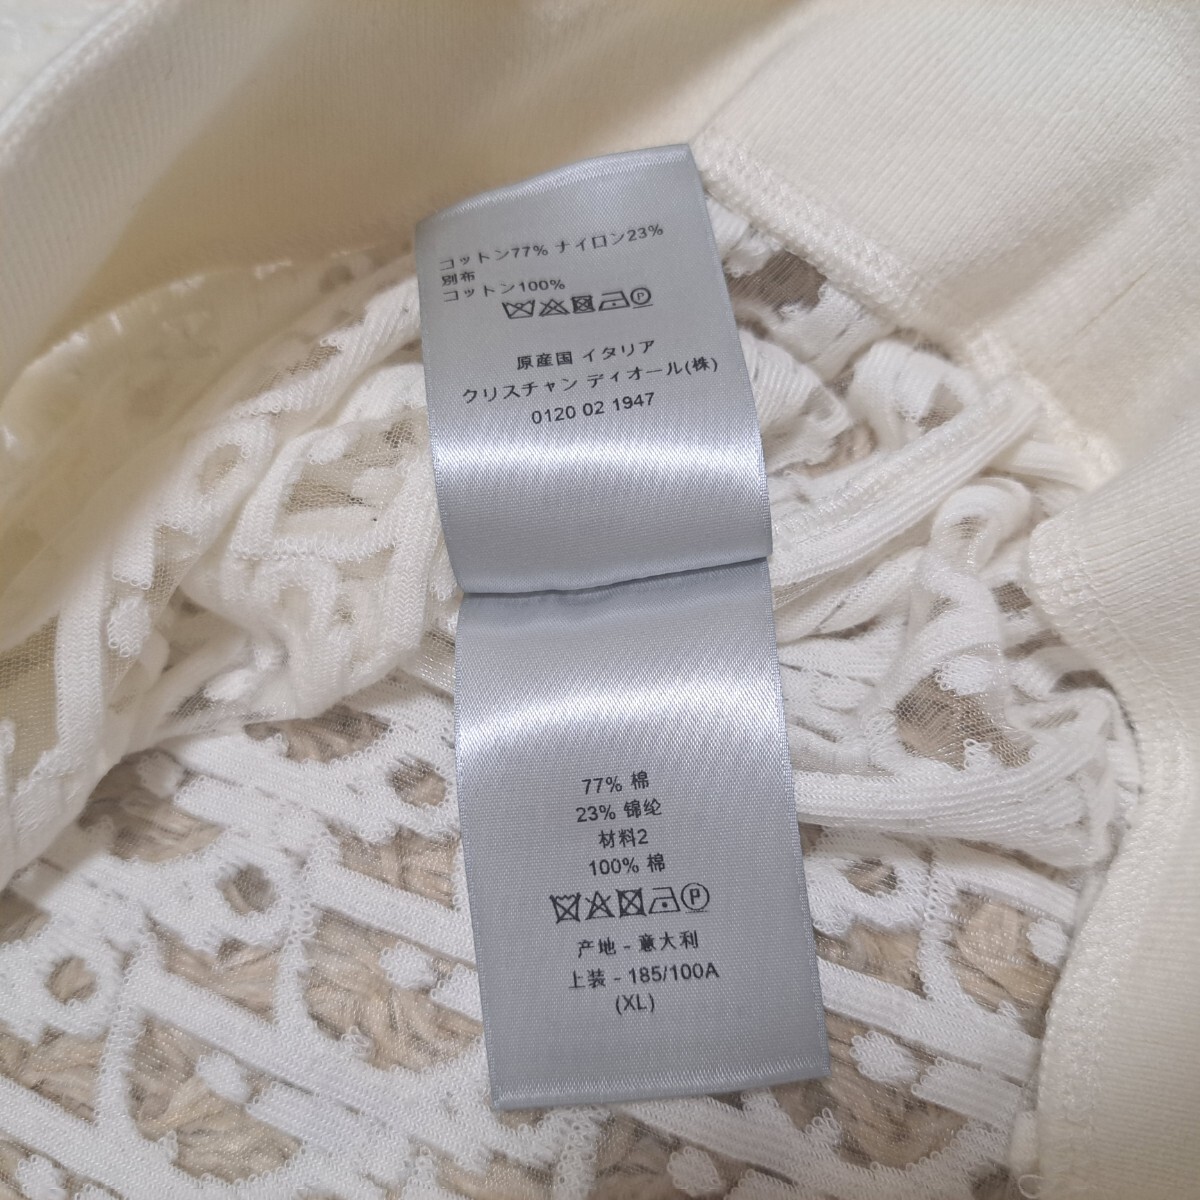 コットン77% ナイロン23%
別布
コットン100%
P
原産国 イタリア
クリスチャン ディオール(株)
0120 02 1947
77% 棉
23% 锦纶
材料2
100% 棉
P
产地 - 意大利
上装 - 185/100A
(XL)